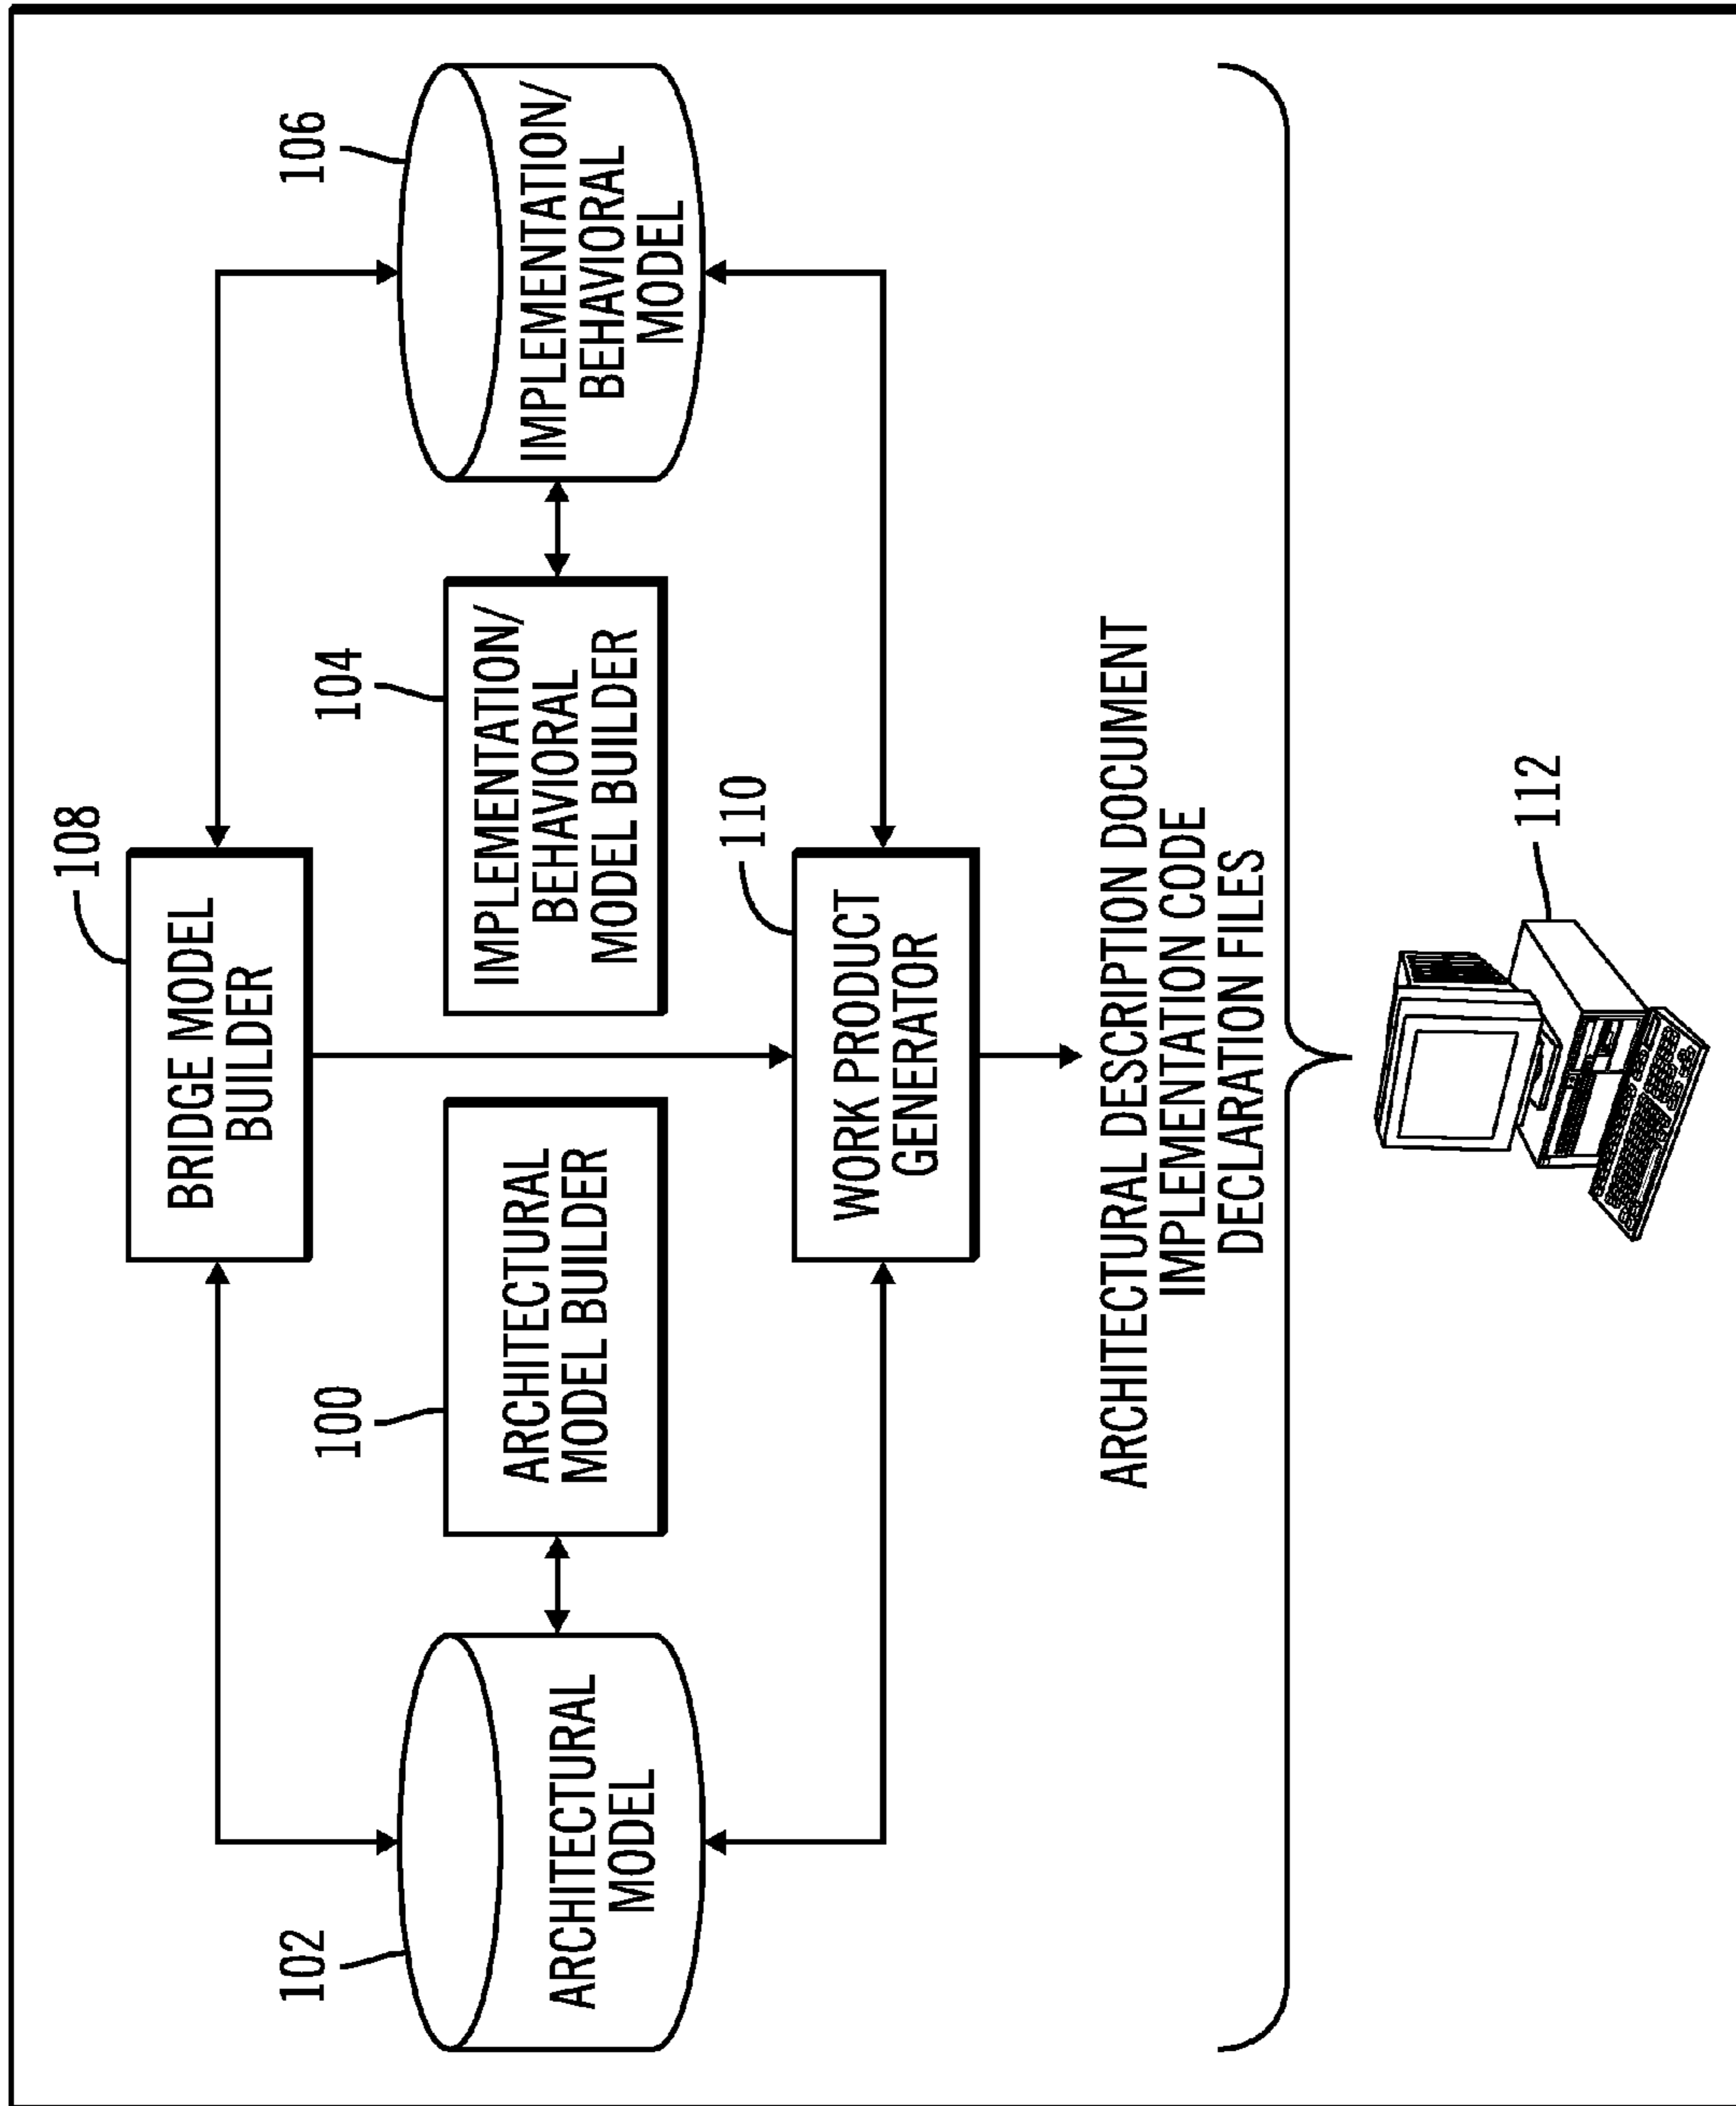 108
BRIDGE MODEL
BUILDER
102
ARCHITECTURAL
MODEL
100
ARCHITECTURAL
MODEL BUILDER
104
IMPLEMENTATION/
BEHAVIORAL
MODEL BUILDER
106
IMPLEMENTATION/
BEHAVIORAL
MODEL
110
WORK PRODUCT
GENERATOR
ARCHITECTURAL DESCRIPTION DOCUMENT
IMPLEMENTATION CODE
DECLARATION FILES
112